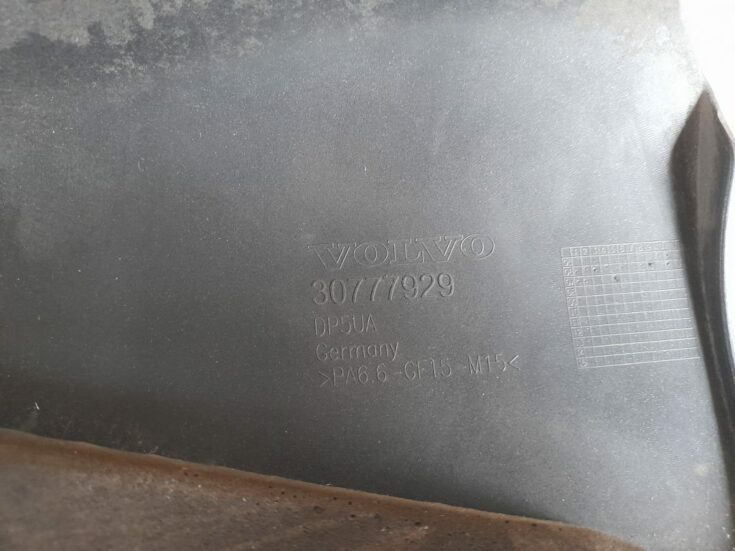 VOLVO
30777929
DP5UA
Germany
>PA6.6-GF15-M15<